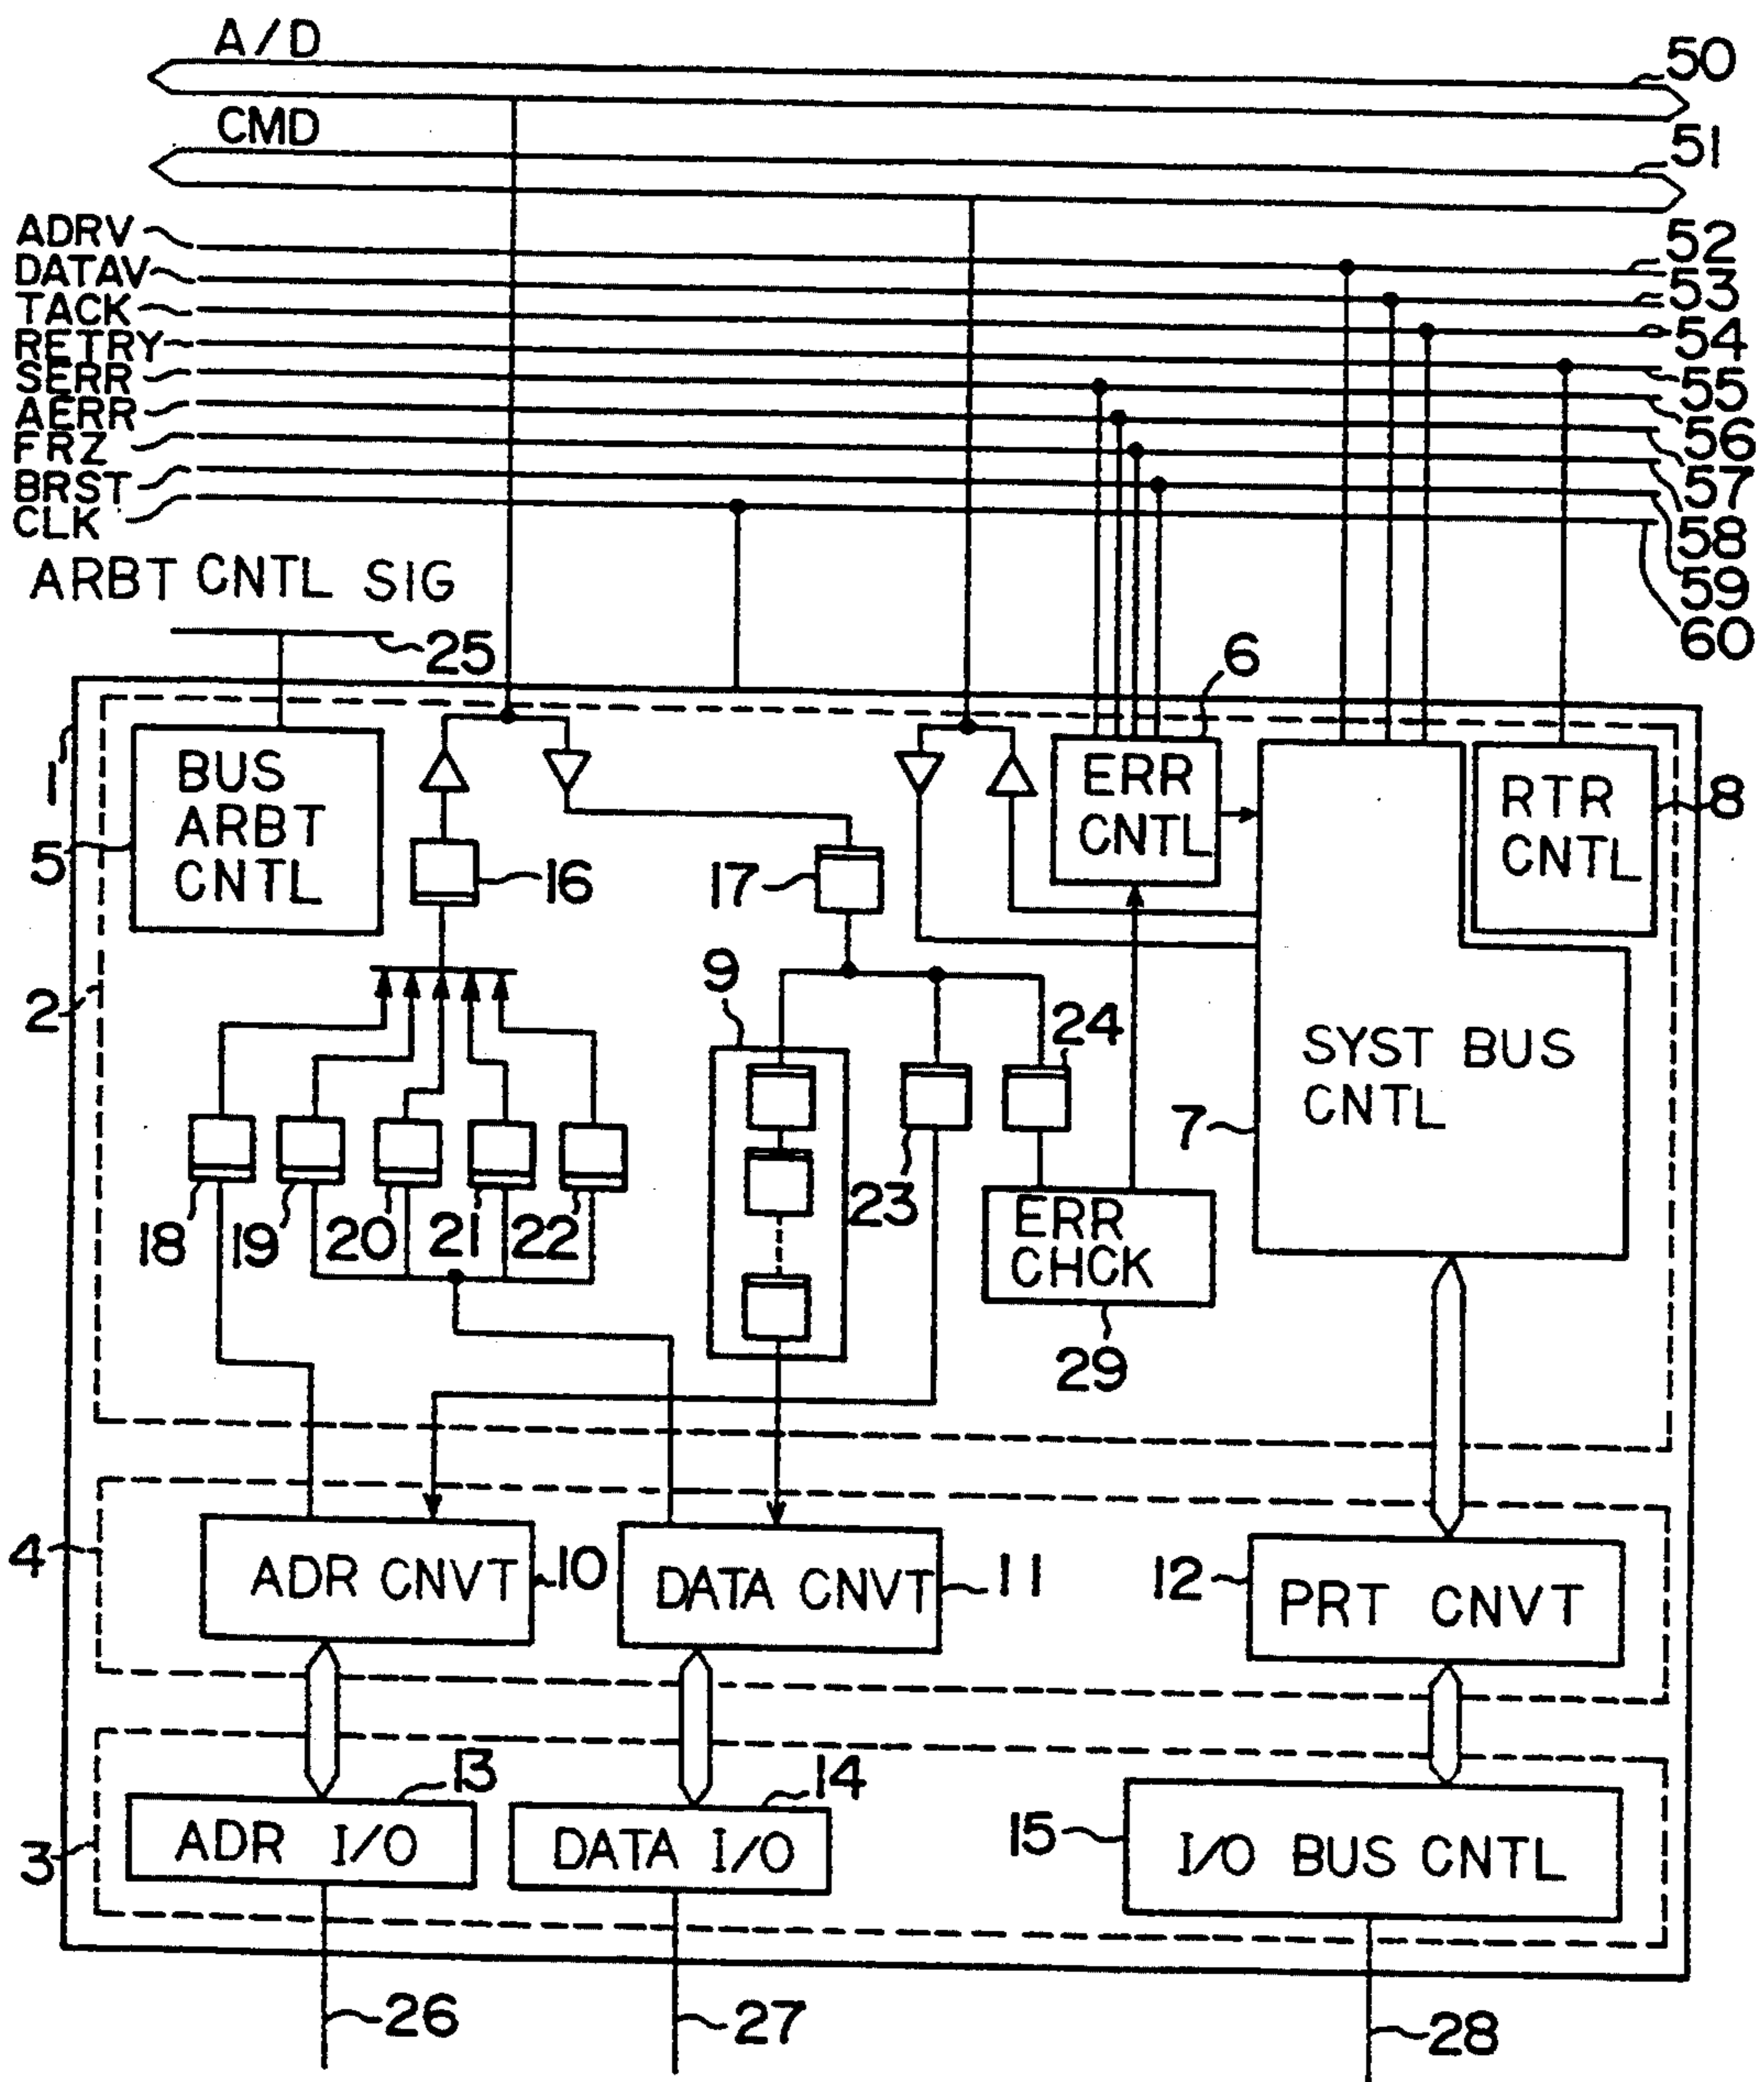 A/D
50
CMD
51
ADRV
52
DATAV
53
TACK
54
RETRY
55
SERR
56
AERR
57
FRZ
58
BRST
59
CLK
60
ARBT CNTL SIG
25
6
1
BUS
ARBT
CNTL
5
16
17
ERR
CNTL
RTR
CNTL
8
2
9
24
SYST BUS
CNTL
7
18
19
20
21
22
23
ERR
CHCK
29
4
ADR CNVT
10
DATA CNVT
11
12
PRT CNVT
13
14
3
ADR I/O
DATA I/O
15
I/O BUS CNTL
26
27
28